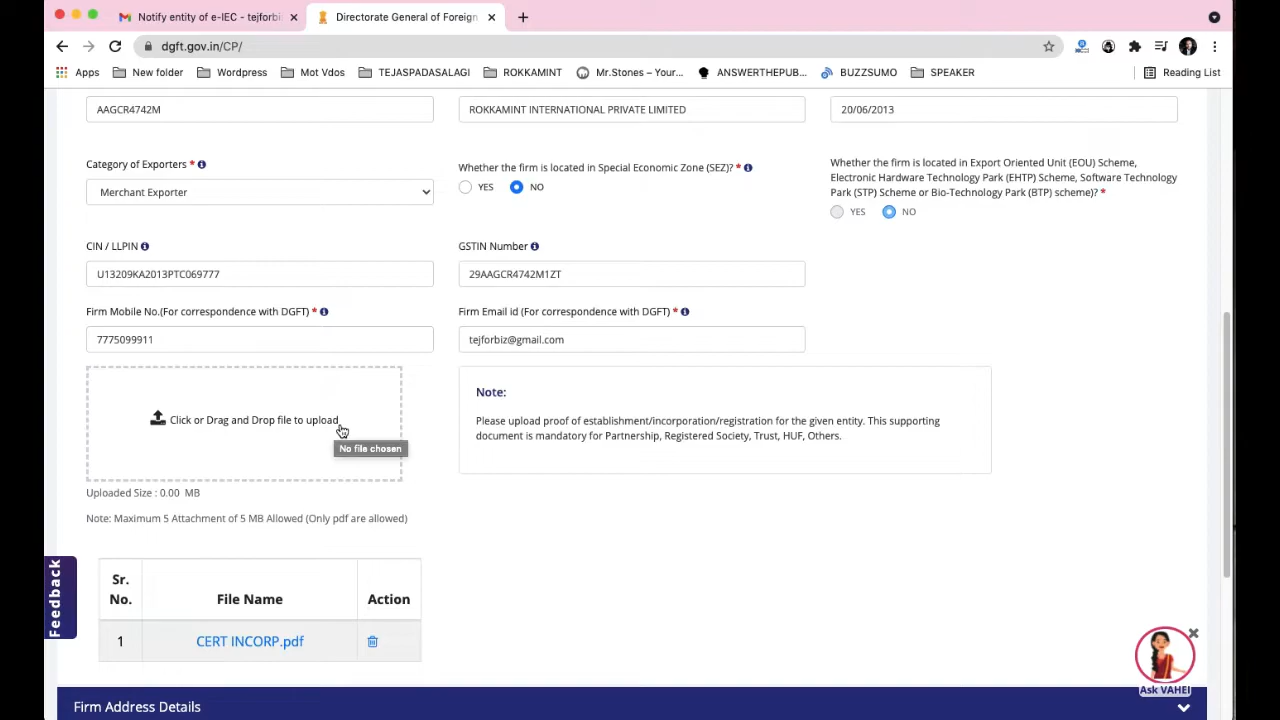 Notify entity of e-IEC - tejforbi
Directorate General of Foreign
dgft.gov.in/CP/
Apps
New folder
Wordpress
Mot Vdos
TEJASPADASALAGI
ROKKAMINT
Mr.Stones – Your...
ANSWERTHEPUB...
BUZZSUMO
SPEAKER
Reading List
AAGCR4742M
ROKKAMINT INTERNATIONAL PRIVATE LIMITED
20/06/2013
Category of Exporters *
Merchant Exporter
Whether the firm is located in Special Economic Zone (SEZ)? *
YES
NO
Whether the firm is located in Export Oriented Unit (EOU) Scheme,
Electronic Hardware Technology Park (EHTP) Scheme, Software Technology
Park (STP) Scheme or Bio-Technology Park (BTP) scheme)? *
YES
NO
CIN / LLPIN
U13209KA2013PTC069777
GSTIN Number
29AAGCR4742M1ZT
Firm Mobile No.(For correspondence with DGFT) *
7775099911
Firm Email id (For correspondence with DGFT) *
tejforbiz@gmail.com
Click or Drag and Drop file to upload
No file chosen
Note:
Please upload proof of establishment/incorporation/registration for the given entity. This supporting
document is mandatory for Partnership, Registered Society, Trust, HUF, Others.
Uploaded Size : 0.00 MB
Note: Maximum 5 Attachment of 5 MB Allowed (Only pdf are allowed)
Feedback
Sr.
No.
File Name
Action
1
CERT INCORP.pdf
Ask VAHEI
Firm Address Details